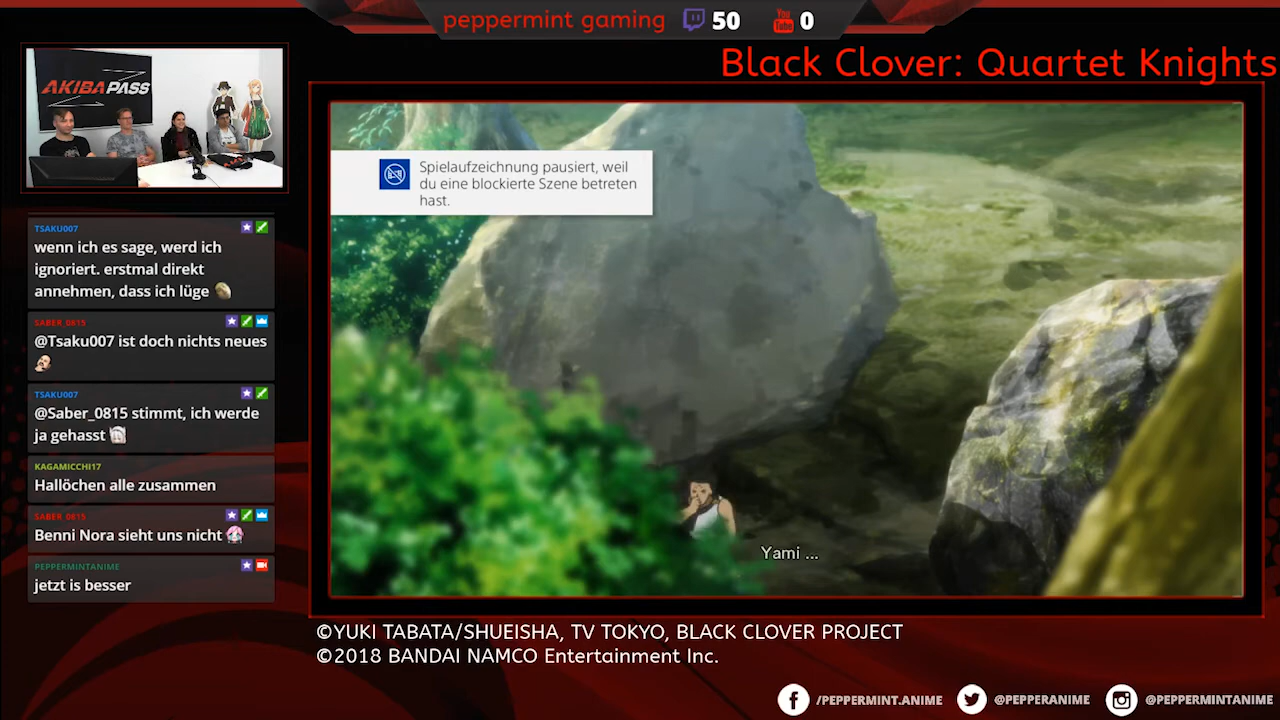 peppermint gaming 50 You Tube 0
Black Clover: Quartet Knights
AKIBAPASS
Spielaufzeichnung pausiert, weil
du eine blockierte Szene betreten
hast.
TSAKU007
wenn ich es sage, werd ich
ignoriert. erstmal direkt
annehmen, dass ich lüge
SABER_0815
@Tsaku007 ist doch nichts neues
TSAKU007
@Saber_0815 stimmt, ich werde
ja gehasst
KAGAMICCHI17
Hallöchen alle zusammen
SABER_0815
Benni Nora sieht uns nicht
PEPPERMINTANIME
jetzt is besser
Yami ...
©YUKI TABATA/SHUEISHA, TV TOKYO, BLACK CLOVER PROJECT
©2018 BANDAI NAMCO Entertainment Inc.
/PEPPERMINT.ANIME @PEPPERANIME @PEPPERMINTANIME